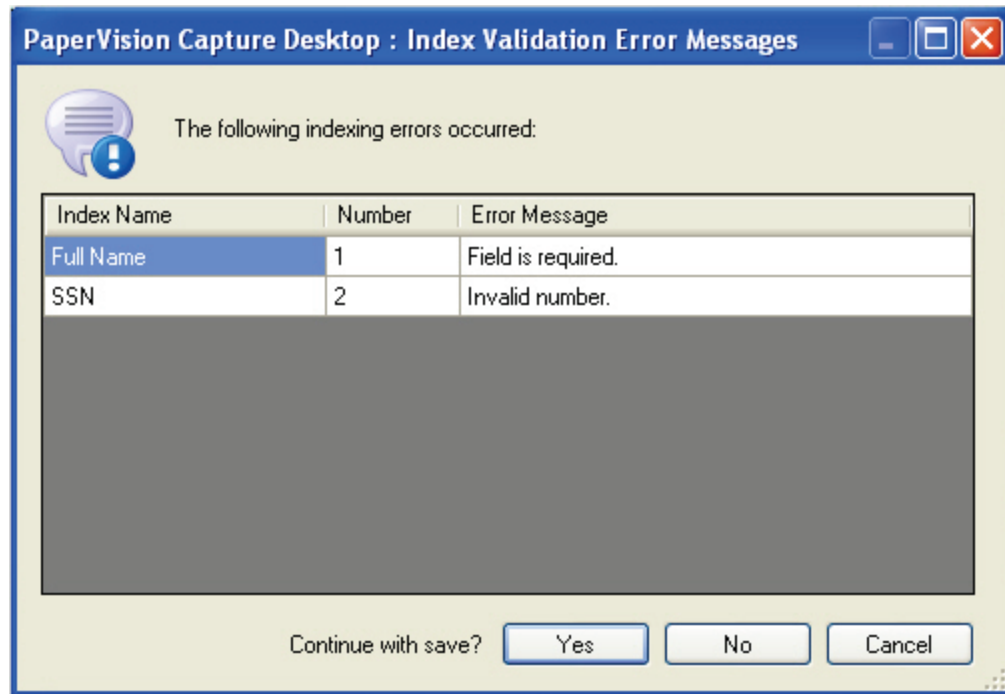 PaperVision Capture Desktop : Index Validation Error Messages
The following indexing errors occurred:
Index Name Number Error Message
Full Name 1 Field is required.
SSN 2 Invalid number.
Continue with save? Yes No Cancel